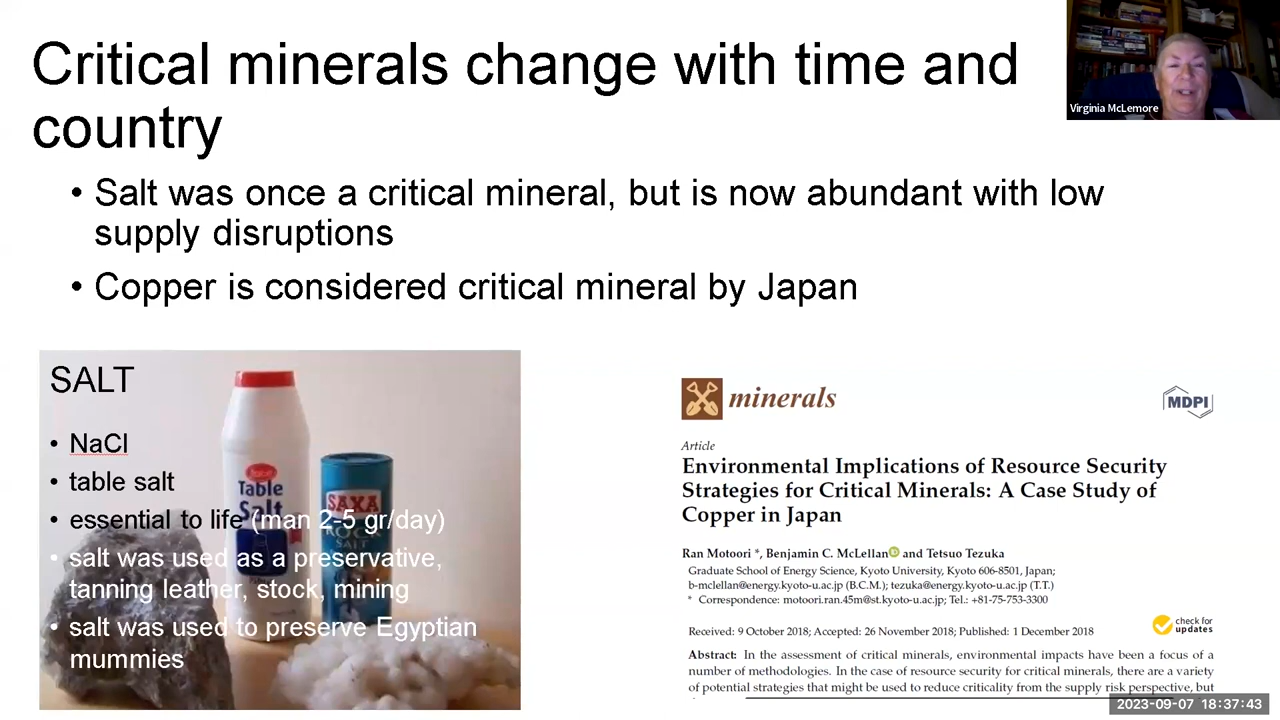 Critical minerals change with time and
country
Virginia McLemore
• Salt was once a critical mineral, but is now abundant with low
supply disruptions
• Copper is considered critical mineral by Japan
SALT
• NaCl
• table salt
• essential to life (man 2-5 gr/day)
• salt was used as a preservative,
tanning leather, stock, mining
• salt was used to preserve Egyptian
mummies
Table
Salt
SAXA
ROCK
SALT
minerals
MDPI
Article
Environmental Implications of Resource Security
Strategies for Critical Minerals: A Case Study of
Copper in Japan
Ran Motoori *, Benjamin C. McLellan and Tetsuo Tezuka
Graduate School of Energy Science, Kyoto University, Kyoto 606-8501, Japan;
b-mclellan@energy.kyoto-u.ac.jp (B.C.M.); tezuka@energy.kyoto-u.ac.jp (T.T.)
* Correspondence: motoori.ran.45m@st.kyoto-u.ac.jp; Tel.: +81-75-753-3300
Received: 9 October 2018; Accepted: 26 November 2018; Published: 1 December 2018
check for
updates
Abstract: In the assessment of critical minerals, environmental impacts have been a focus of a
number of methodologies. In the case of resource security for critical minerals, there are a variety
of potential strategies that might be used to reduce criticality from the supply risk perspective, but
2023-09-07 18:37:43